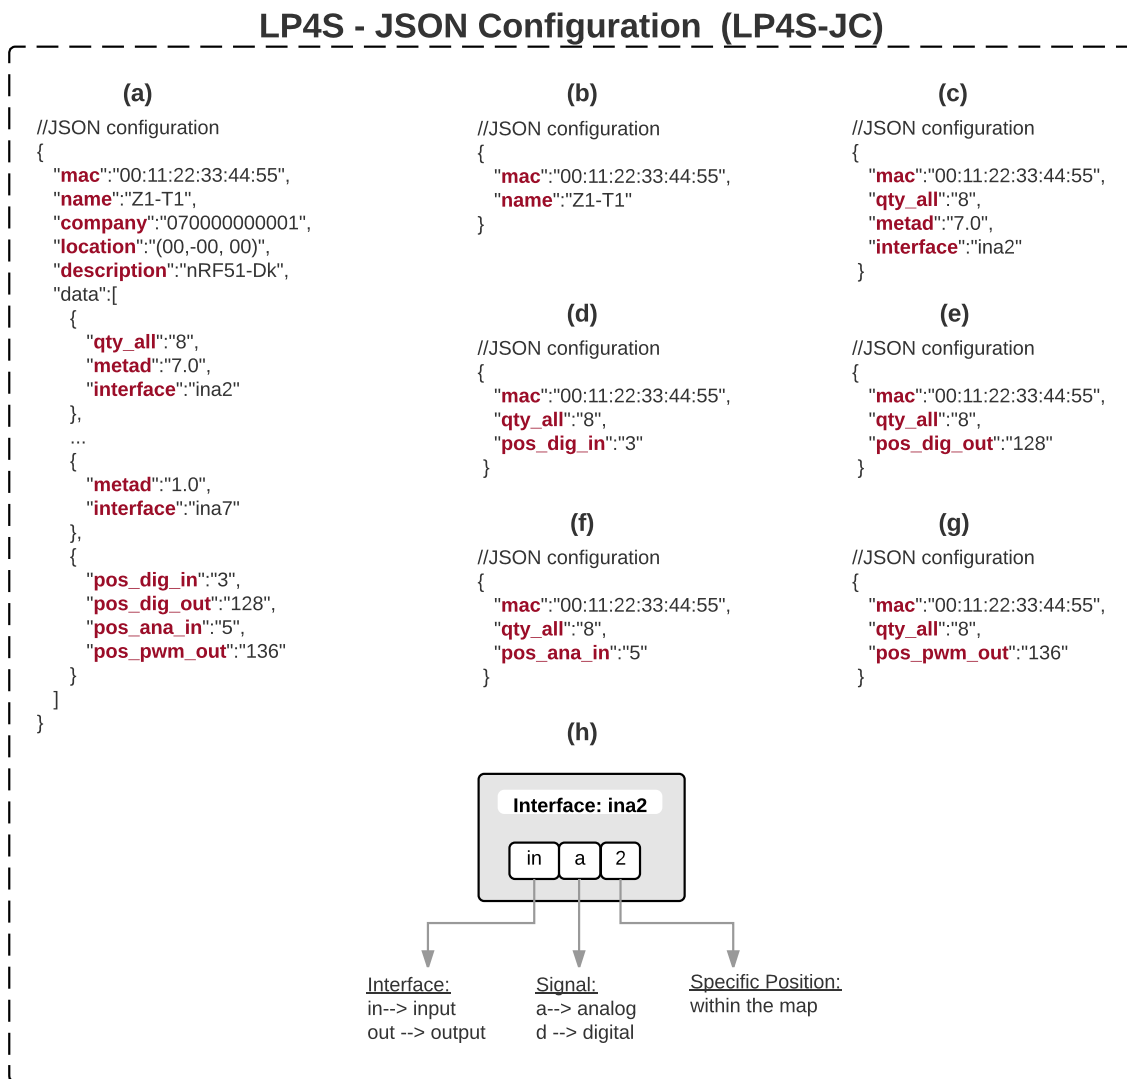 LP4S - JSON Configuration  (LP4S-JC)
(a)
//JSON configuration
{
"mac":"00:11:22:33:44:55",
"name":"Z1-T1",
"company":"070000000001",
"location":"(00,-00, 00)",
"description":"nRF51-Dk",
"data":[
{
"qty_all":"8",
"metad":"7.0",
"interface":"ina2"
},
...
{
"metad":"1.0",
"interface":"ina7"
},
{
"pos_dig_in":"3",
"pos_dig_out":"128",
"pos_ana_in":"5",
"pos_pwm_out":"136"
}
]
}
(b)
//JSON configuration
{
"mac":"00:11:22:33:44:55",
"name":"Z1-T1"
}
(c)
//JSON configuration
{
"mac":"00:11:22:33:44:55",
"qty_all":"8",
"metad":"7.0",
"interface":"ina2"
}
(d)
//JSON configuration
{
"mac":"00:11:22:33:44:55",
"qty_all":"8",
"pos_dig_in":"3"
}
(e)
//JSON configuration
{
"mac":"00:11:22:33:44:55",
"qty_all":"8",
"pos_dig_out":"128"
}
(f)
//JSON configuration
{
"mac":"00:11:22:33:44:55",
"qty_all":"8",
"pos_ana_in":"5"
}
(g)
//JSON configuration
{
"mac":"00:11:22:33:44:55",
"qty_all":"8",
"pos_pwm_out":"136"
}
(h)
Interface: ina2
in a 2
Interface:
in--> input
out --> output
Signal:
a--> analog
d --> digital
Specific Position:
within the map